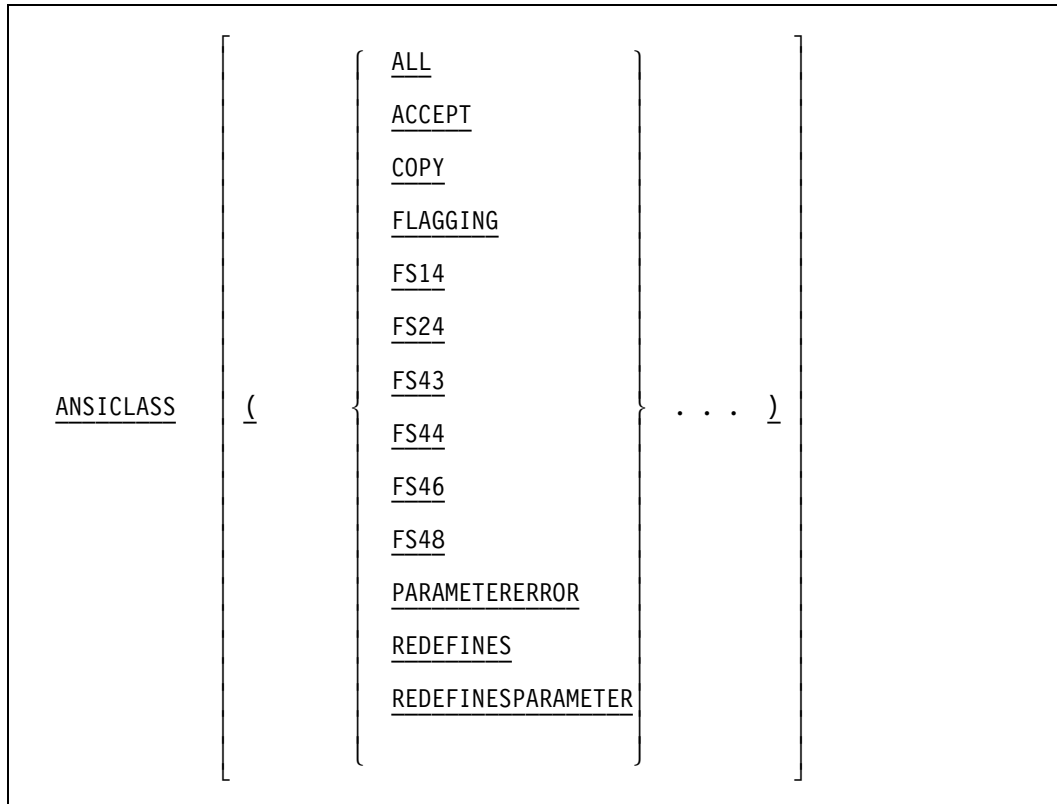 ALL
ACCEPT
COPY
FLAGGING
FS14
FS24
FS43
ANSICLASS ( . . . )
FS44
FS46
FS48
PARAMETERERROR
REDEFINES
REDEFINESPARAMETER